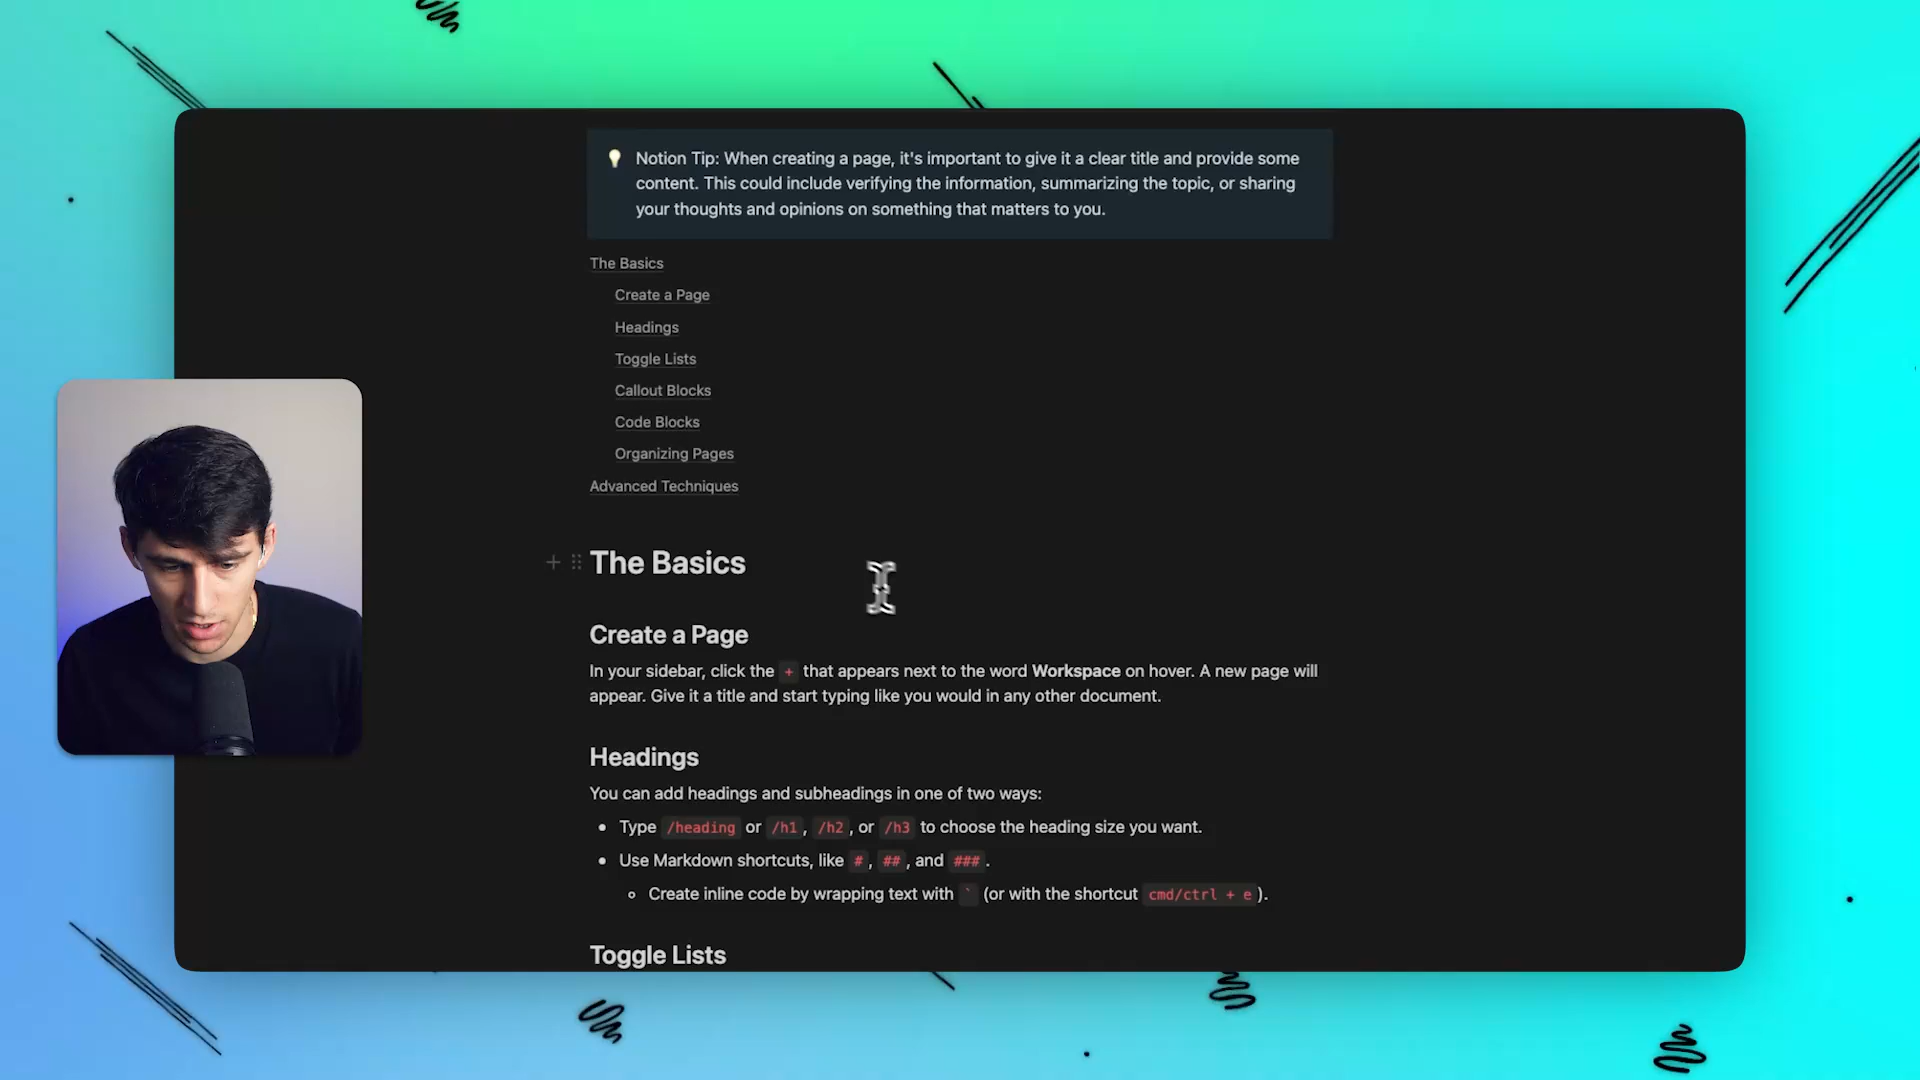 Notion Tip: When creating a page, it's important to give it a clear title and provide some
content. This could include verifying the information, summarizing the topic, or sharing
your thoughts and opinions on something that matters to you.
The Basics
Create a Page
Headings
Toggle Lists
Callout Blocks
Code Blocks
Organizing Pages
Advanced Techniques
The Basics
Create a Page
In your sidebar, click the + that appears next to the word Workspace on hover. A new page will
appear. Give it a title and start typing like you would in any other document.
Headings
You can add headings and subheadings in one of two ways:
• Type /heading or /h1, /h2, or /h3 to choose the heading size you want.
• Use Markdown shortcuts, like #, ##, and ###.
◦ Create inline code by wrapping text with ` (or with the shortcut cmd/ctrl + e).
Toggle Lists